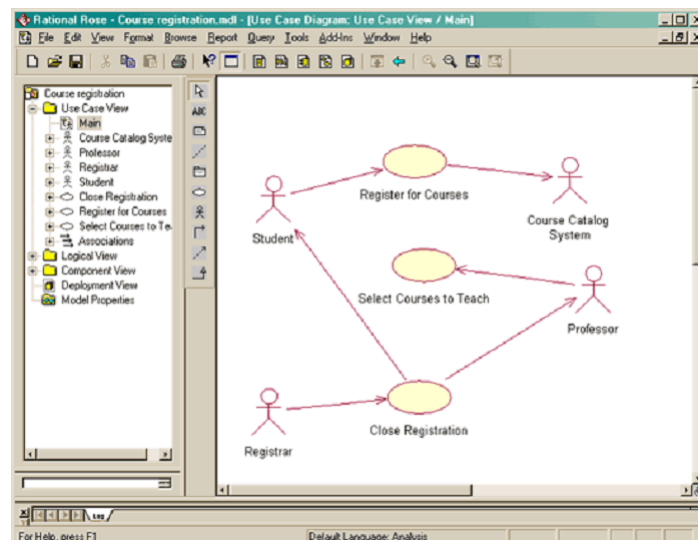 Rational Rose - Course registration.mdl - [Use Case Diagram: Use Case View / Main]
File Edit View Format Browse Report Query Tools Add-Ins Window Help
Course registration
Use Case View
Main
Course Catalog Syste
Professor
Registrar
Student
Close Registration
Register for Courses
Select Courses to Te
Associations
Logical View
Component View
Deployment View
Model Properties
ABC
Register for Courses
Student
Course Catalog
System
Select Courses to Teach
Professor
Close Registration
Registrar
Log
For Help, press F1
Default Language: Analysis